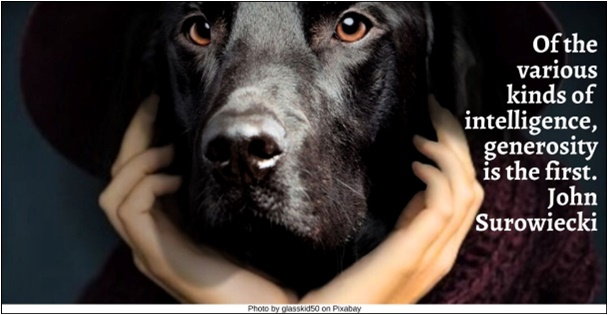 Of the
various
kinds of
intelligence,
generosity
is the first.
John
Surowiecki
Photo by glasskid50 on Pixabay